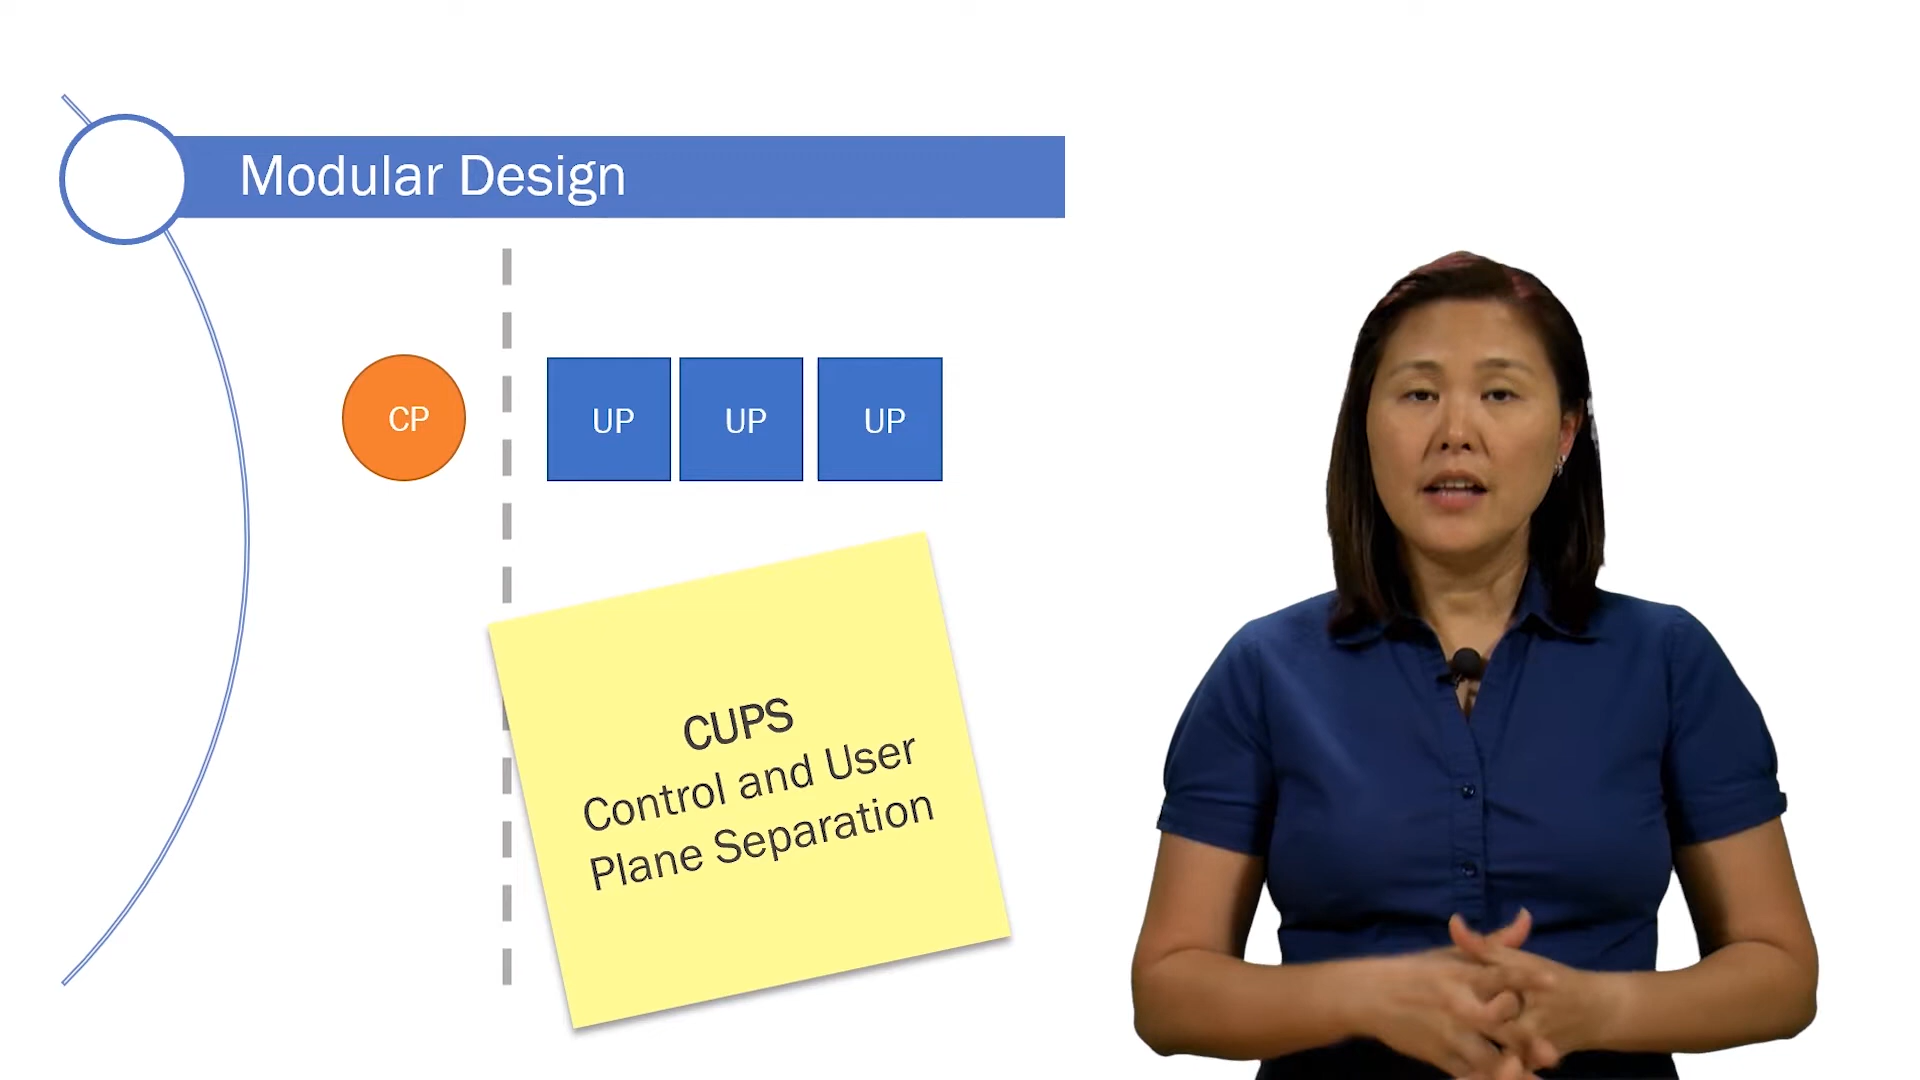 Modular Design
CP
UP
UP
UP
CUPS
Control and User
Plane Separation